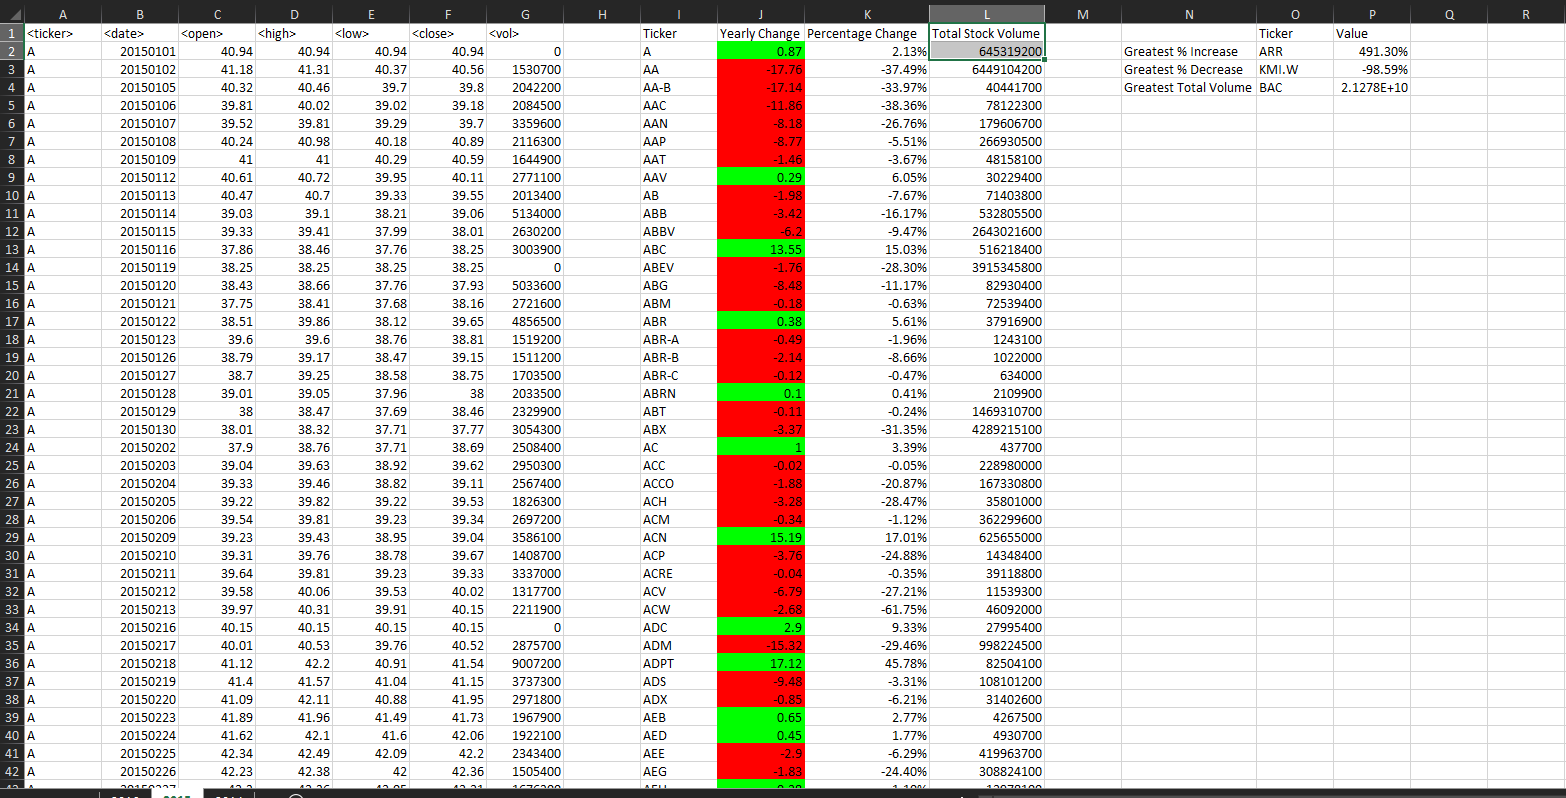 A B C D E F G H I J K L M N O P Q R
1 <ticker> <date> <open> <high> <low> <close> <vol> Ticker Yearly Change Percentage Change Total Stock Volume Ticker Value
2 A 20150101 40.94 40.94 40.94 40.94 0 A 0.87 2.13% 645319200 Greatest % Increase ARR 491.30%
3 A 20150102 41.18 41.31 40.37 40.56 1530700 AA -17.76 -37.49% 6449104200 Greatest % Decrease KMI.W -98.59%
4 A 20150105 40.32 40.46 39.7 39.8 2042200 AA-B -17.14 -33.97% 40441700 Greatest Total Volume BAC 2.1278E+10
5 A 20150106 39.81 40.02 39.02 39.18 2084500 AAC -11.86 -38.36% 78122300
6 A 20150107 39.52 39.81 39.29 39.7 3359600 AAN -8.18 -26.76% 179606700
7 A 20150108 40.24 40.98 40.18 40.89 2116300 AAP -8.77 -5.51% 266930500
8 A 20150109 41 41 40.29 40.59 1644900 AAT -1.46 -3.67% 48158100
9 A 20150112 40.61 40.72 39.95 40.11 2771100 AAV 0.29 6.05% 30229400
10 A 20150113 40.47 40.7 39.33 39.55 2013400 AB -1.98 -7.67% 71403800
11 A 20150114 39.03 39.1 38.21 39.06 5134000 ABB -3.42 -16.17% 532805500
12 A 20150115 39.33 39.41 37.99 38.01 2630200 ABBV -6.2 -9.47% 2643021600
13 A 20150116 37.86 38.46 37.76 38.25 3003900 ABC 13.55 15.03% 516218400
14 A 20150119 38.25 38.25 38.25 38.25 0 ABEV -1.76 -28.30% 3915345800
15 A 20150120 38.43 38.66 37.76 37.93 5033600 ABG -8.48 -11.17% 82930400
16 A 20150121 37.75 38.41 37.68 38.16 2721600 ABM -0.18 -0.63% 72539400
17 A 20150122 38.51 39.86 38.12 39.65 4856500 ABR 0.38 5.61% 37916900
18 A 20150123 39.6 39.6 38.76 38.81 1519200 ABR-A -0.49 -1.96% 1243100
19 A 20150126 38.79 39.17 38.47 39.15 1511200 ABR-B -2.14 -8.66% 1022000
20 A 20150127 38.7 39.25 38.58 38.75 1703500 ABR-C -0.12 -0.47% 634000
21 A 20150128 39.01 39.05 37.96 38 2033500 ABRN 0.1 0.41% 2109900
22 A 20150129 38 38.47 37.69 38.46 2329900 ABT -0.11 -0.24% 1469310700
23 A 20150130 38.01 38.32 37.71 37.77 3054300 ABX -3.37 -31.35% 4289215100
24 A 20150202 37.9 38.76 37.71 38.69 2508400 AC 1 3.39% 437700
25 A 20150203 39.04 39.63 38.92 39.62 2950300 ACC -0.02 -0.05% 228980000
26 A 20150204 39.33 39.46 38.82 39.11 2567400 ACCO -1.88 -20.87% 167330800
27 A 20150205 39.22 39.82 39.22 39.53 1826300 ACH -3.28 -28.47% 35801000
28 A 20150206 39.54 39.81 39.23 39.34 2697200 ACM -0.34 -1.12% 362299600
29 A 20150209 39.23 39.43 38.95 39.04 3586100 ACN 15.19 17.01% 625655000
30 A 20150210 39.31 39.76 38.78 39.67 1408700 ACP -3.76 -24.88% 14348400
31 A 20150211 39.64 39.81 39.23 39.33 3337000 ACRE -0.04 -0.35% 39118800
32 A 20150212 39.58 40.06 39.53 40.02 1317700 ACV -6.79 -27.21% 11539300
33 A 20150213 39.97 40.31 39.91 40.15 2211900 ACW -2.68 -61.75% 46092000
34 A 20150216 40.15 40.15 40.15 40.15 0 ADC 2.9 9.33% 27995400
35 A 20150217 40.01 40.53 39.76 40.52 2875700 ADM -15.32 -29.46% 998224500
36 A 20150218 41.12 42.2 40.91 41.54 9007200 ADPT 17.12 45.78% 82504100
37 A 20150219 41.4 41.57 41.04 41.15 3737300 ADS -9.48 -3.31% 108101200
38 A 20150220 41.09 42.11 40.88 41.95 2971800 ADX -0.85 -6.21% 31402600
39 A 20150223 41.89 41.96 41.49 41.73 1967900 AEB 0.65 2.77% 4267500
40 A 20150224 41.62 42.1 41.6 42.06 1922100 AED 0.45 1.77% 4930700
41 A 20150225 42.34 42.49 42.09 42.2 2343400 AEE -2.9 -6.29% 419963700
42 A 20150226 42.23 42.38 42 42.36 1505400 AEG -1.83 -24.40% 308824100